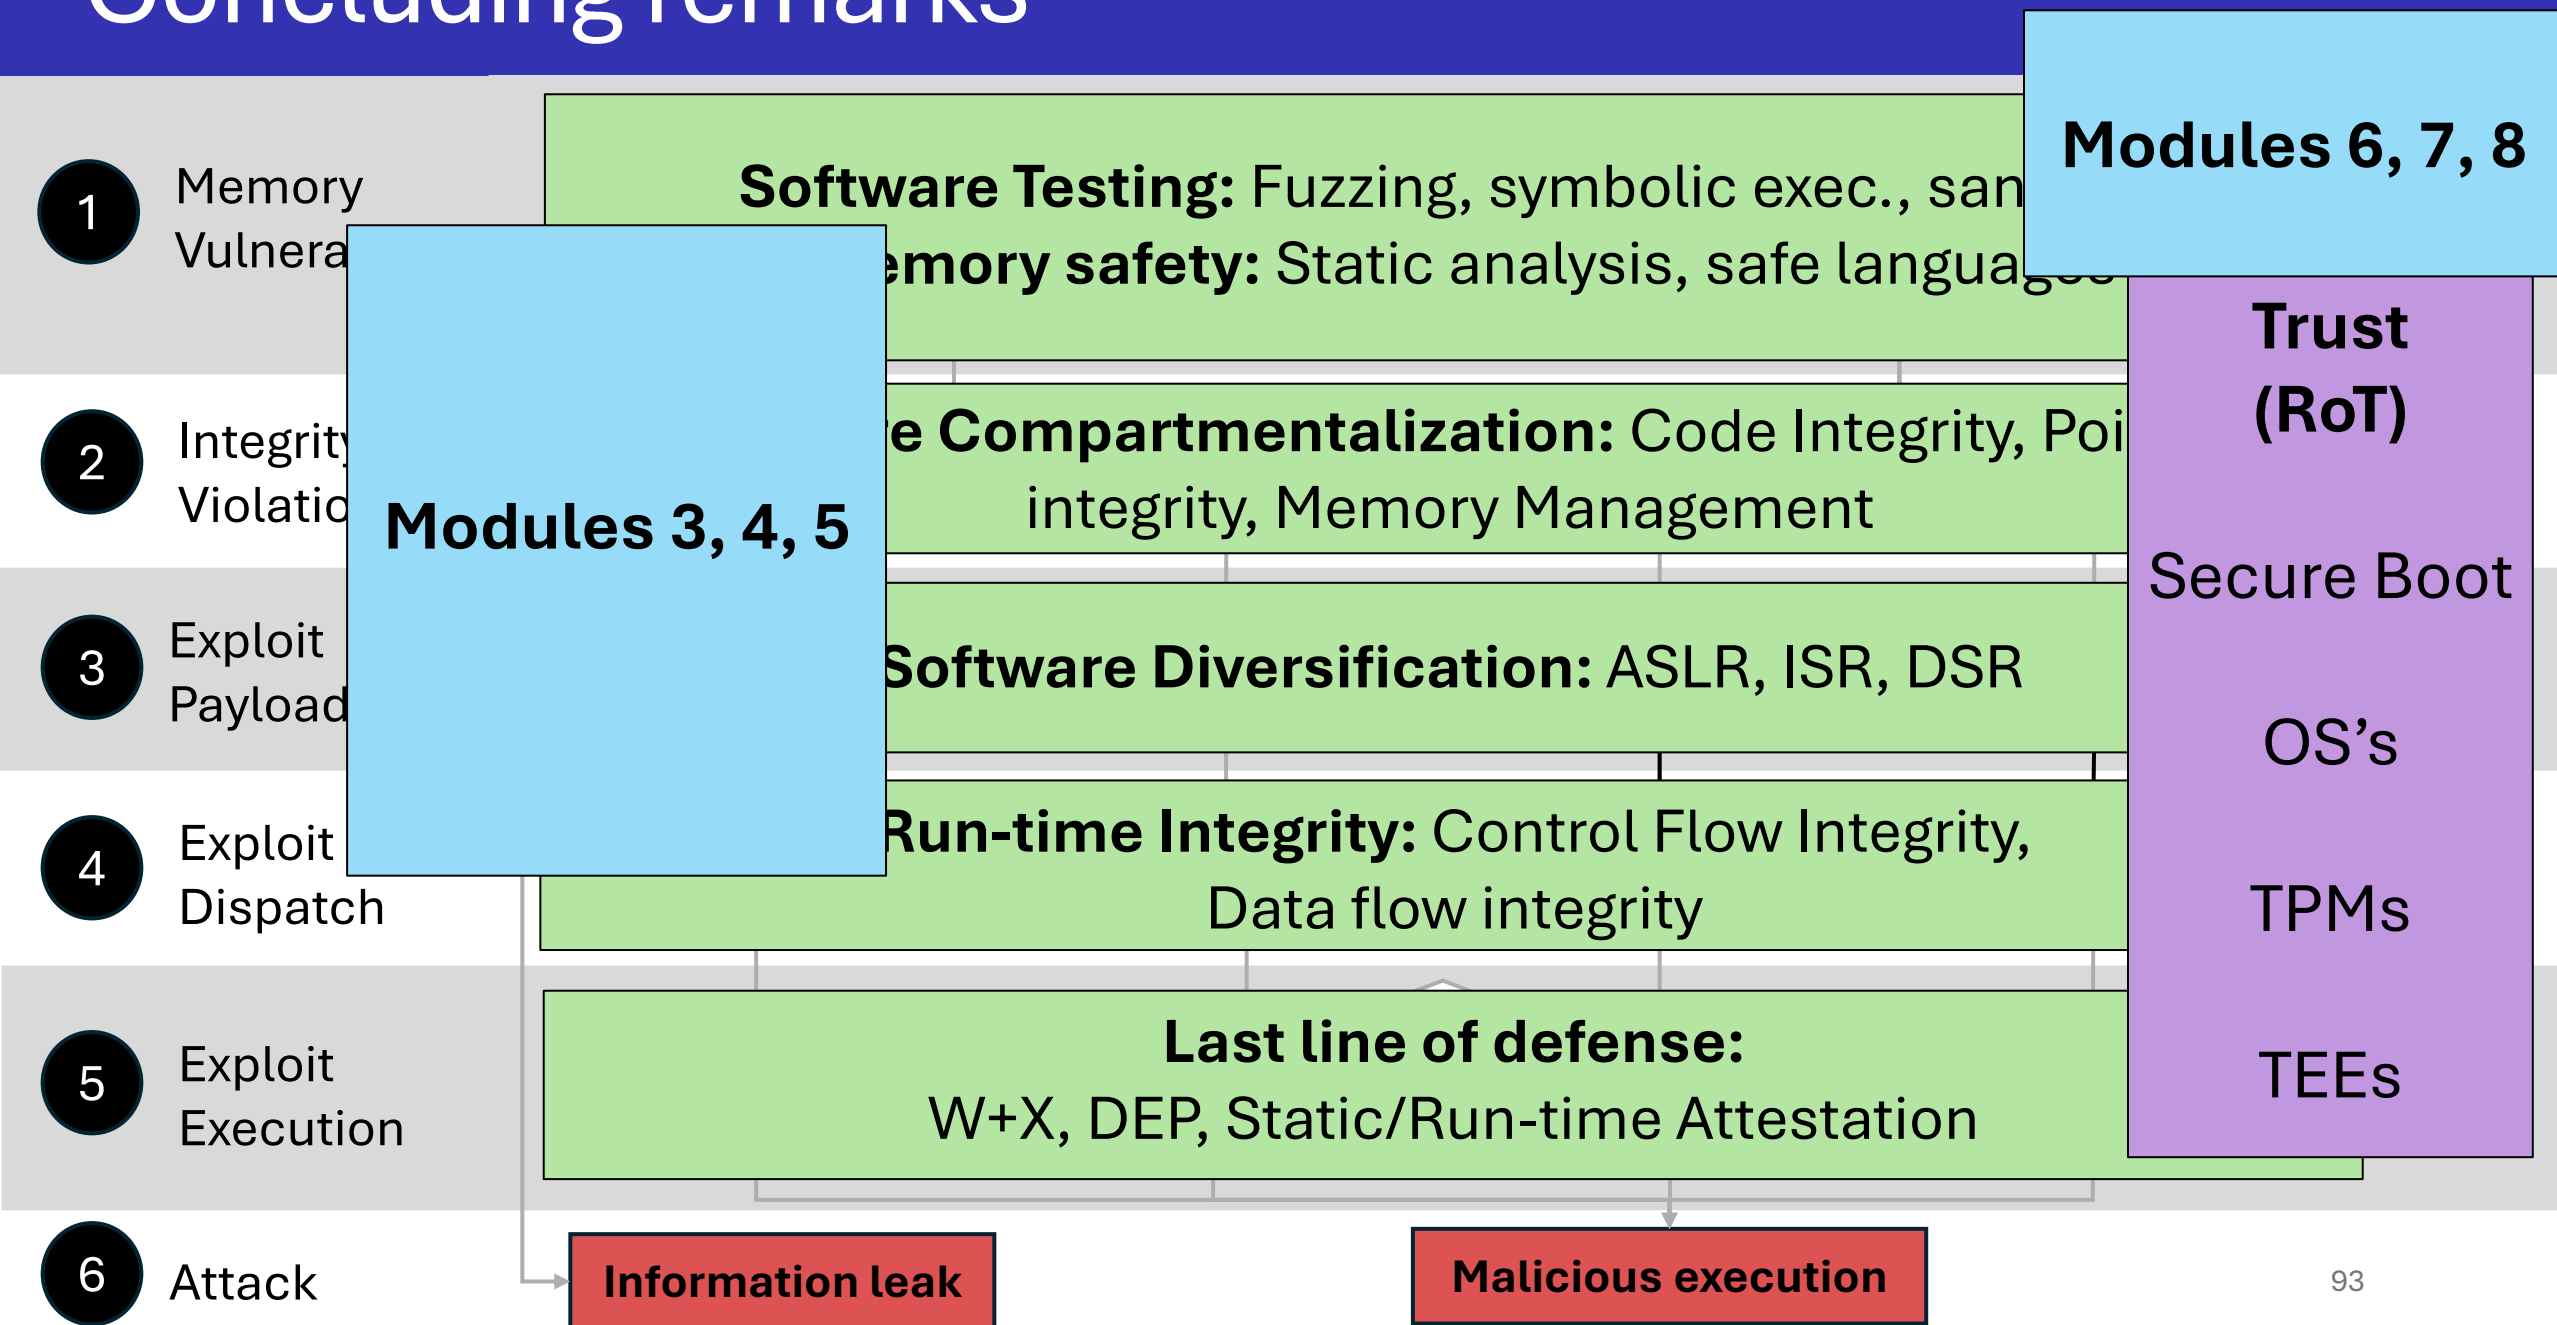 Concluding remarks
Modules 6, 7, 8
1
Memory
Vulnera
Software Testing: Fuzzing, symbolic exec., san
emory safety: Static analysis, safe languages
Modules 3, 4, 5
2
Integrity
Violatio
e Compartmentalization: Code Integrity, Poi
integrity, Memory Management
3
Exploit
Payload
Software Diversification: ASLR, ISR, DSR
4
Exploit
Dispatch
Run-time Integrity: Control Flow Integrity,
Data flow integrity
5
Exploit
Execution
Last line of defense:
W+X, DEP, Static/Run-time Attestation
Trust
(RoT)
Secure Boot
OS’s
TPMs
TEEs
6
Attack
Information leak
Malicious execution
93